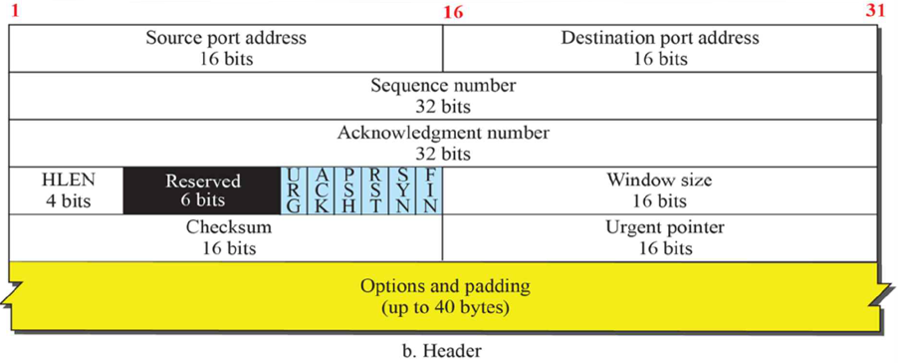 1 16 31
Source port address Destination port address
16 bits 16 bits
Sequence number
32 bits
Acknowledgment number
32 bits
HLEN Reserved URG ACK PSH RST SYN FIN Window size
4 bits 6 bits 16 bits
Checksum Urgent pointer
16 bits 16 bits
Options and padding
(up to 40 bytes)
b. Header